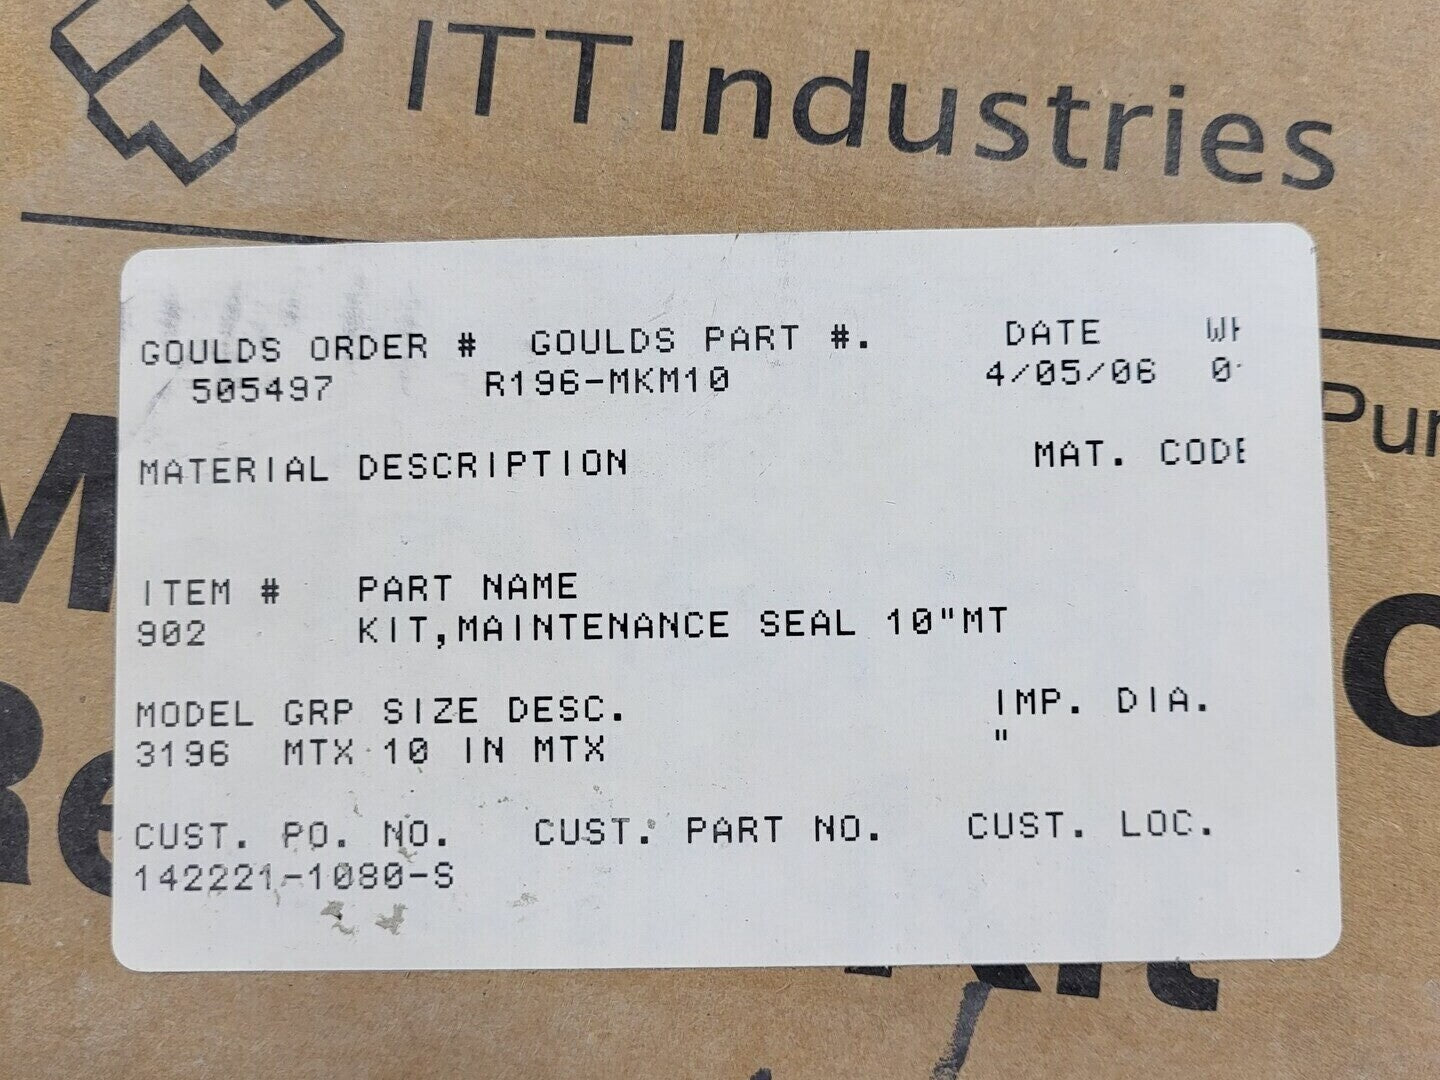 ITT Industries
GOULDS ORDER # GOULDS PART #. DATE
505497 R196-MKM10 4/05/06
MATERIAL DESCRIPTION MAT. CODE
ITEM # PART NAME
902 KIT,MAINTENANCE SEAL 10"MT
MODEL GRP SIZE DESC. IMP. DIA.
3196 MTX 10 IN MTX "
CUST. PO. NO. CUST. PART NO. CUST. LOC.
142221-1080-S